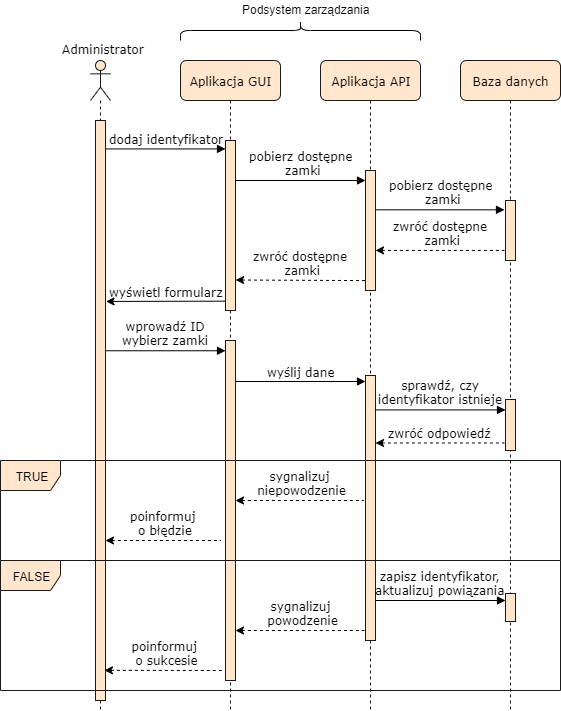 Podsystem zarządzania
Administrator
Aplikacja GUI
Aplikacja API
Baza danych
dodaj identyfikator
pobierz dostępne
zamki
pobierz dostępne
zamki
zwróć dostępne
zamki
zwróć dostępne
zamki
wyświetl formularz
wprowadź ID
wybierz zamki
wyślij dane
sprawdź, czy
identyfikator istnieje
zwróć odpowiedź
TRUE
sygnalizuj
niepowodzenie
poinformuj
o błędzie
FALSE
zapisz identyfikator,
aktualizuj powiązania
sygnalizuj
powodzenie
poinformuj
o sukcesie